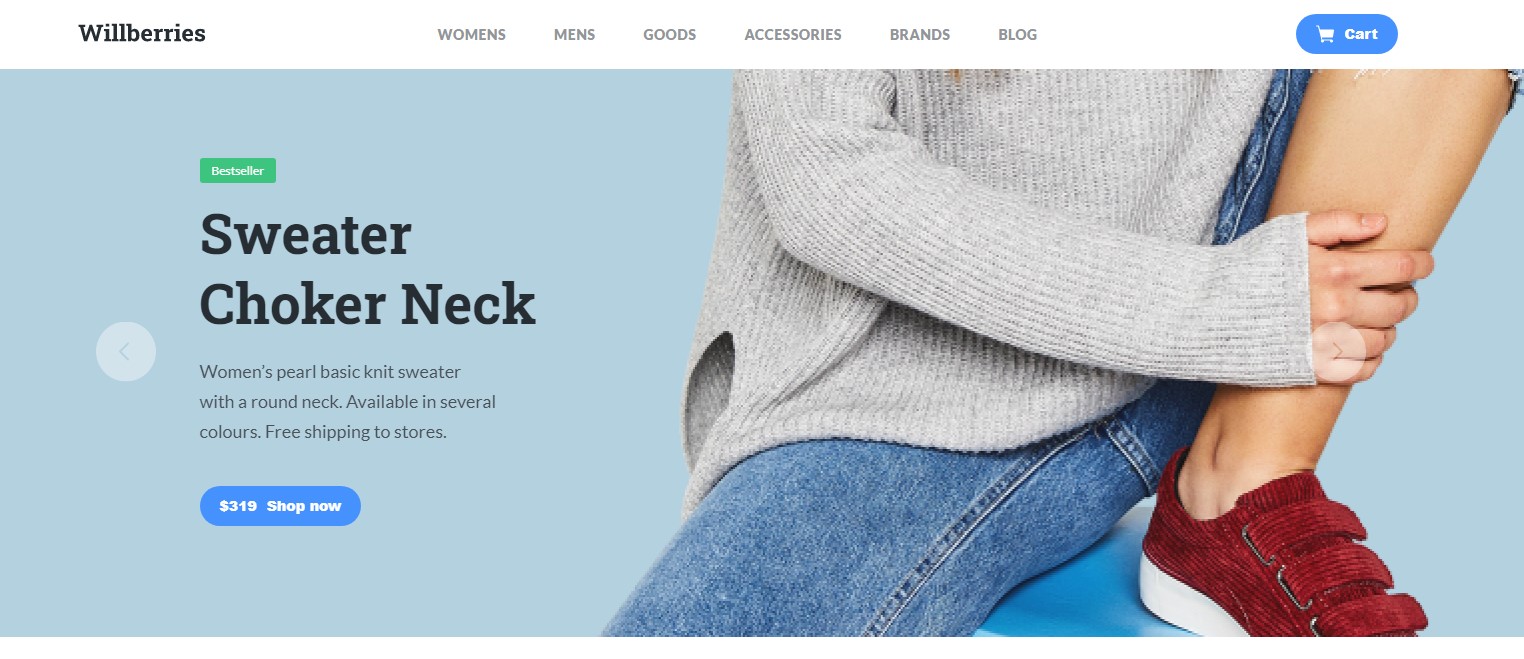 Willberries
WOMENS
MENS
GOODS
ACCESSORIES
BRANDS
BLOG
Cart
Bestseller
Sweater
Choker Neck
Women’s pearl basic knit sweater
with a round neck. Available in several
colours. Free shipping to stores.
$319 Shop now